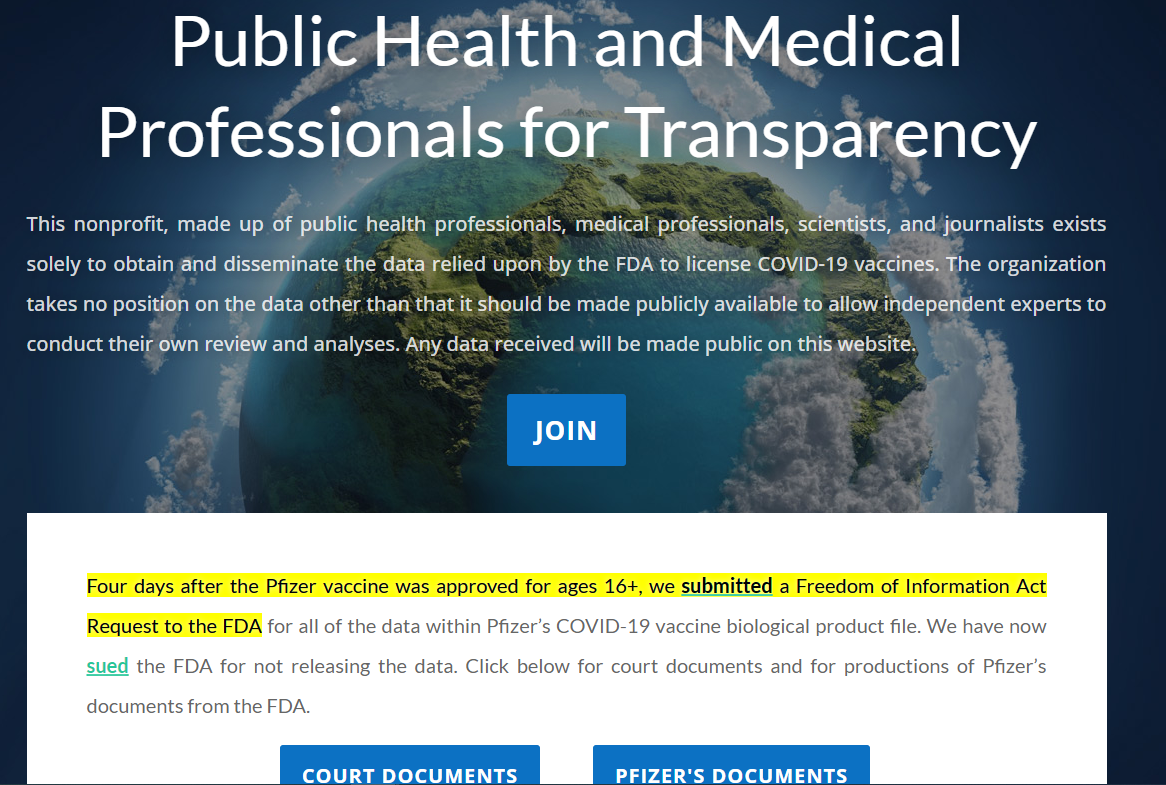 Public Health and Medical
Professionals for Transparency
This nonprofit, made up of public health professionals, medical professionals, scientists, and journalists exists
solely to obtain and disseminate the data relied upon by the FDA to license COVID-19 vaccines. The organization
takes no position on the data other than that it should be made publicly available to allow independent experts to
conduct their own review and analyses. Any data received will be made public on this website.
JOIN
Four days after the Pfizer vaccine was approved for ages 16+, we submitted a Freedom of Information Act
Request to the FDA for all of the data within Pfizer’s COVID-19 vaccine biological product file. We have now
sued the FDA for not releasing the data. Click below for court documents and for productions of Pfizer’s
documents from the FDA.
COURT DOCUMENTS
PFIZER'S DOCUMENTS